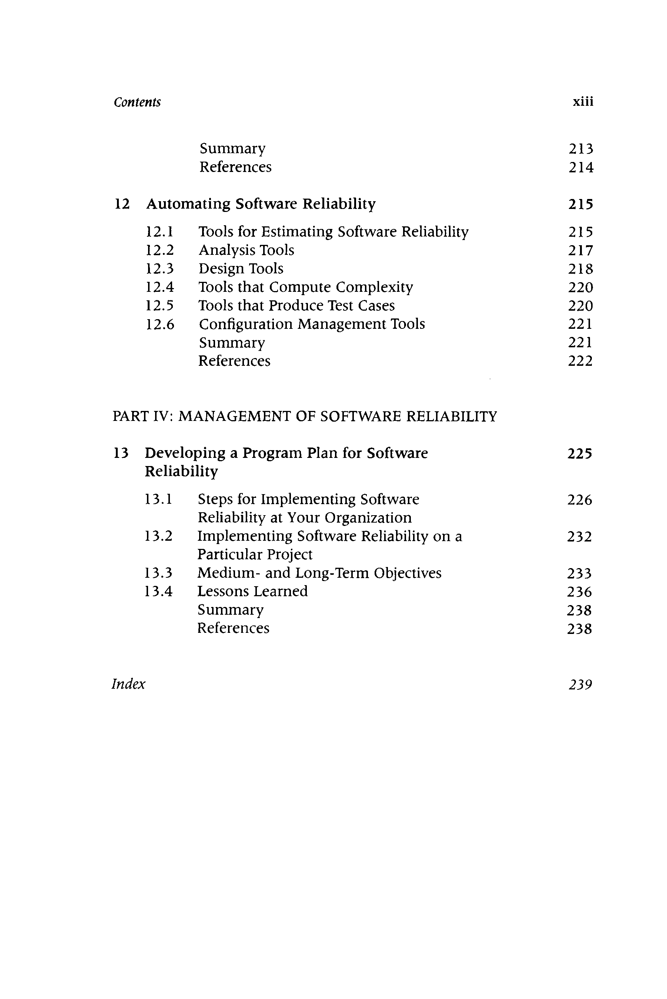 Contents xiii
Summary 213
References 214
12 Automating Software Reliability 215
12.1 Tools for Estimating Software Reliability 215
12.2 Analysis Tools 217
12.3 Design Tools 218
12.4 Tools that Compute Complexity 220
12.5 Tools that Produce Test Cases 220
12.6 Configuration Management Tools 221
Summary 221
References 222
PART IV: MANAGEMENT OF SOFTWARE RELIABILITY
13 Developing a Program Plan for Software 225
Reliability
13.1 Steps for Implementing Software 226
Reliability at Your Organization
13.2 Implementing Software Reliability on a 232
Particular Project
13.3 Medium- and Long-Term Objectives 233
13.4 Lessons Learned 236
Summary 238
References 238
Index 239